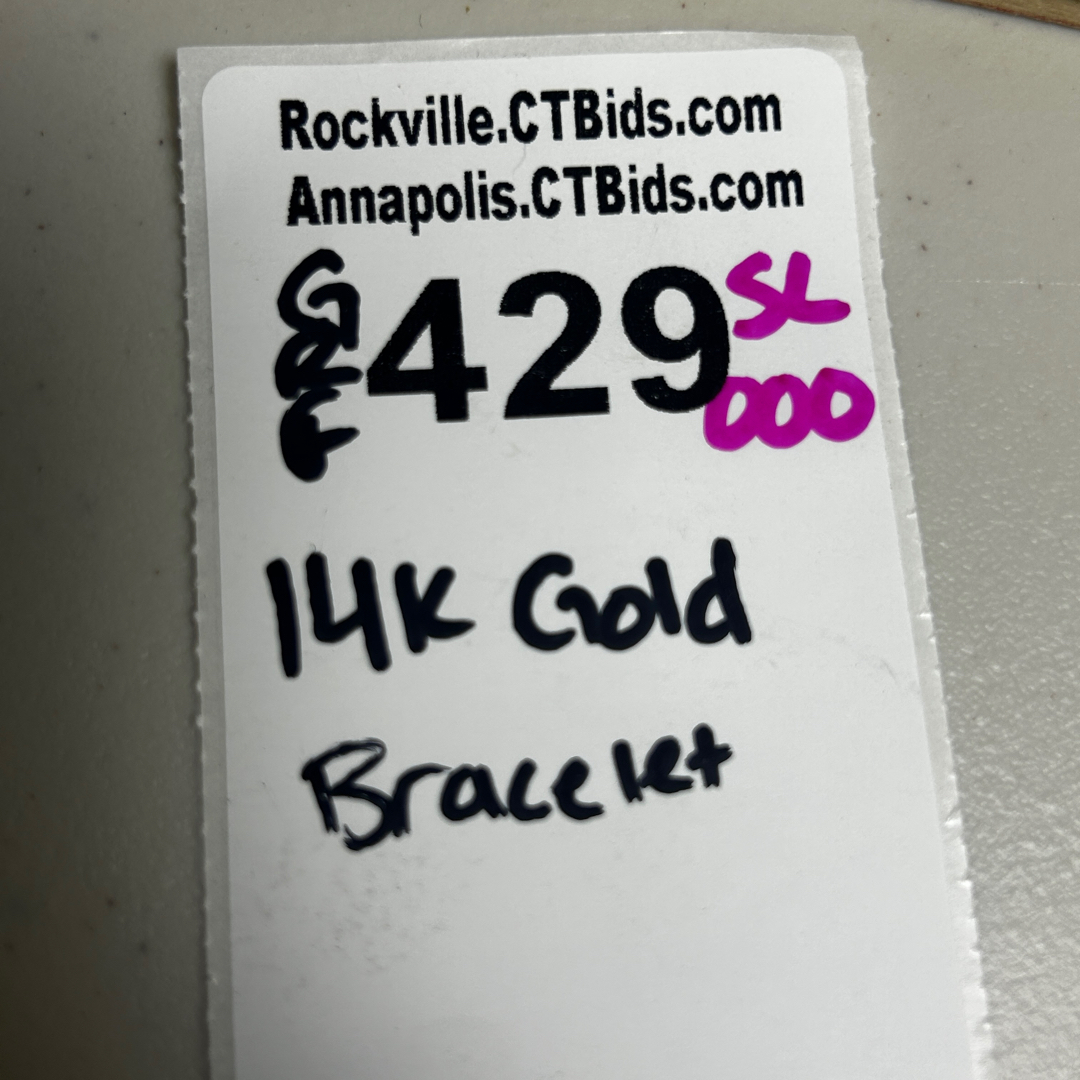 Rockville.CTBids.com
Annapolis.CTBids.com
429 SL
000
14K Gold
Bracelet